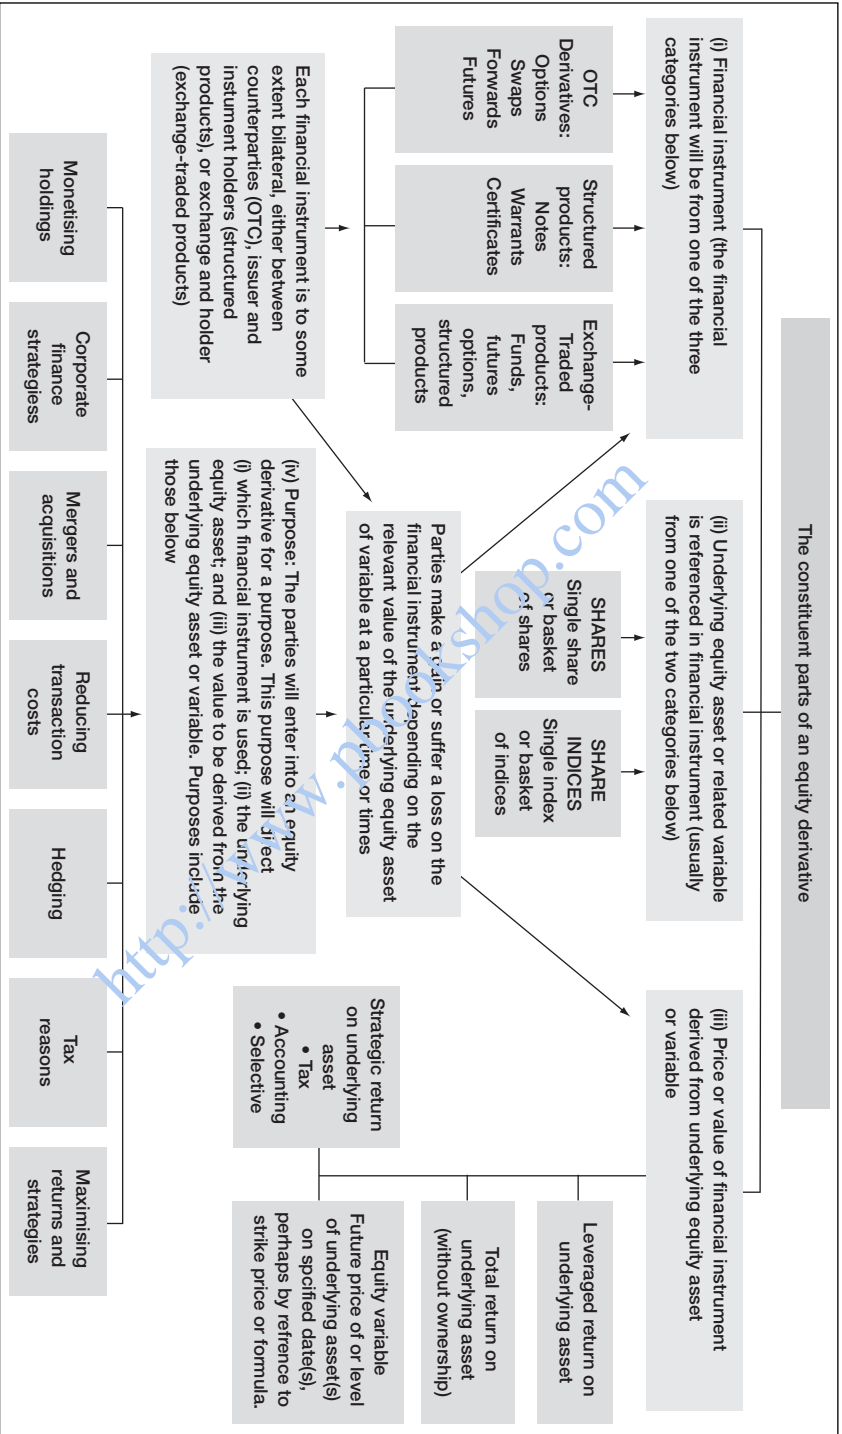 The constituent parts of an equity derivative
(i) Financial instrument (the financial
instrument will be from one of the three
categories below)
(ii) Underlying equity asset or related variable
is referenced in financial instrument (usually
from one of the two categories below)
(iii) Price or value of financial instrument
derived from underlying equity asset
or variable
OTC
Derivatives:
Options
Swaps
Forwards
Futures
Structured
products:
Notes
Warrants
Certificates
Exchange-
Traded
products:
Funds,
futures
options,
structured
products
SHARES
Single share
or basket
of shares
SHARE
INDICES
Single index
or basket
of indices
Leveraged return on
underlying asset
Total return on
underlying asset
(without ownership)
Strategic return
on underlying
asset
• Tax
• Accounting
• Selective
Equity variable
Future price of or level
of underlying asset(s)
on spcified date(s),
perhaps by refrence to
strike price or formula.
Each financial instrument is to some
extent bilateral, either between
counterparties (OTC), issuer and
instument holders (structured
products), or exchange and holder
(exchange-traded products)
Parties make a gain or suffer a loss on the
financial instrument depending on the
relevant value of the underlying equity asset
of variable at a particular time or times
(iv) Purpose: The parties will enter into an equity
derivative for a purpose. This purpose will direct
(i) which financial instrument is used; (ii) the underlying
equity asset; and (iii) the value to be derived from the
underlying equity asset or variable. Purposes include
those below
Monetising
holdings
Corporate
finance
strategiess
Mergers and
acquisitions
Reducing
transaction
costs
Hedging
Tax
reasons
Maximising
returns and
strategies
http://www.pbookshop.com